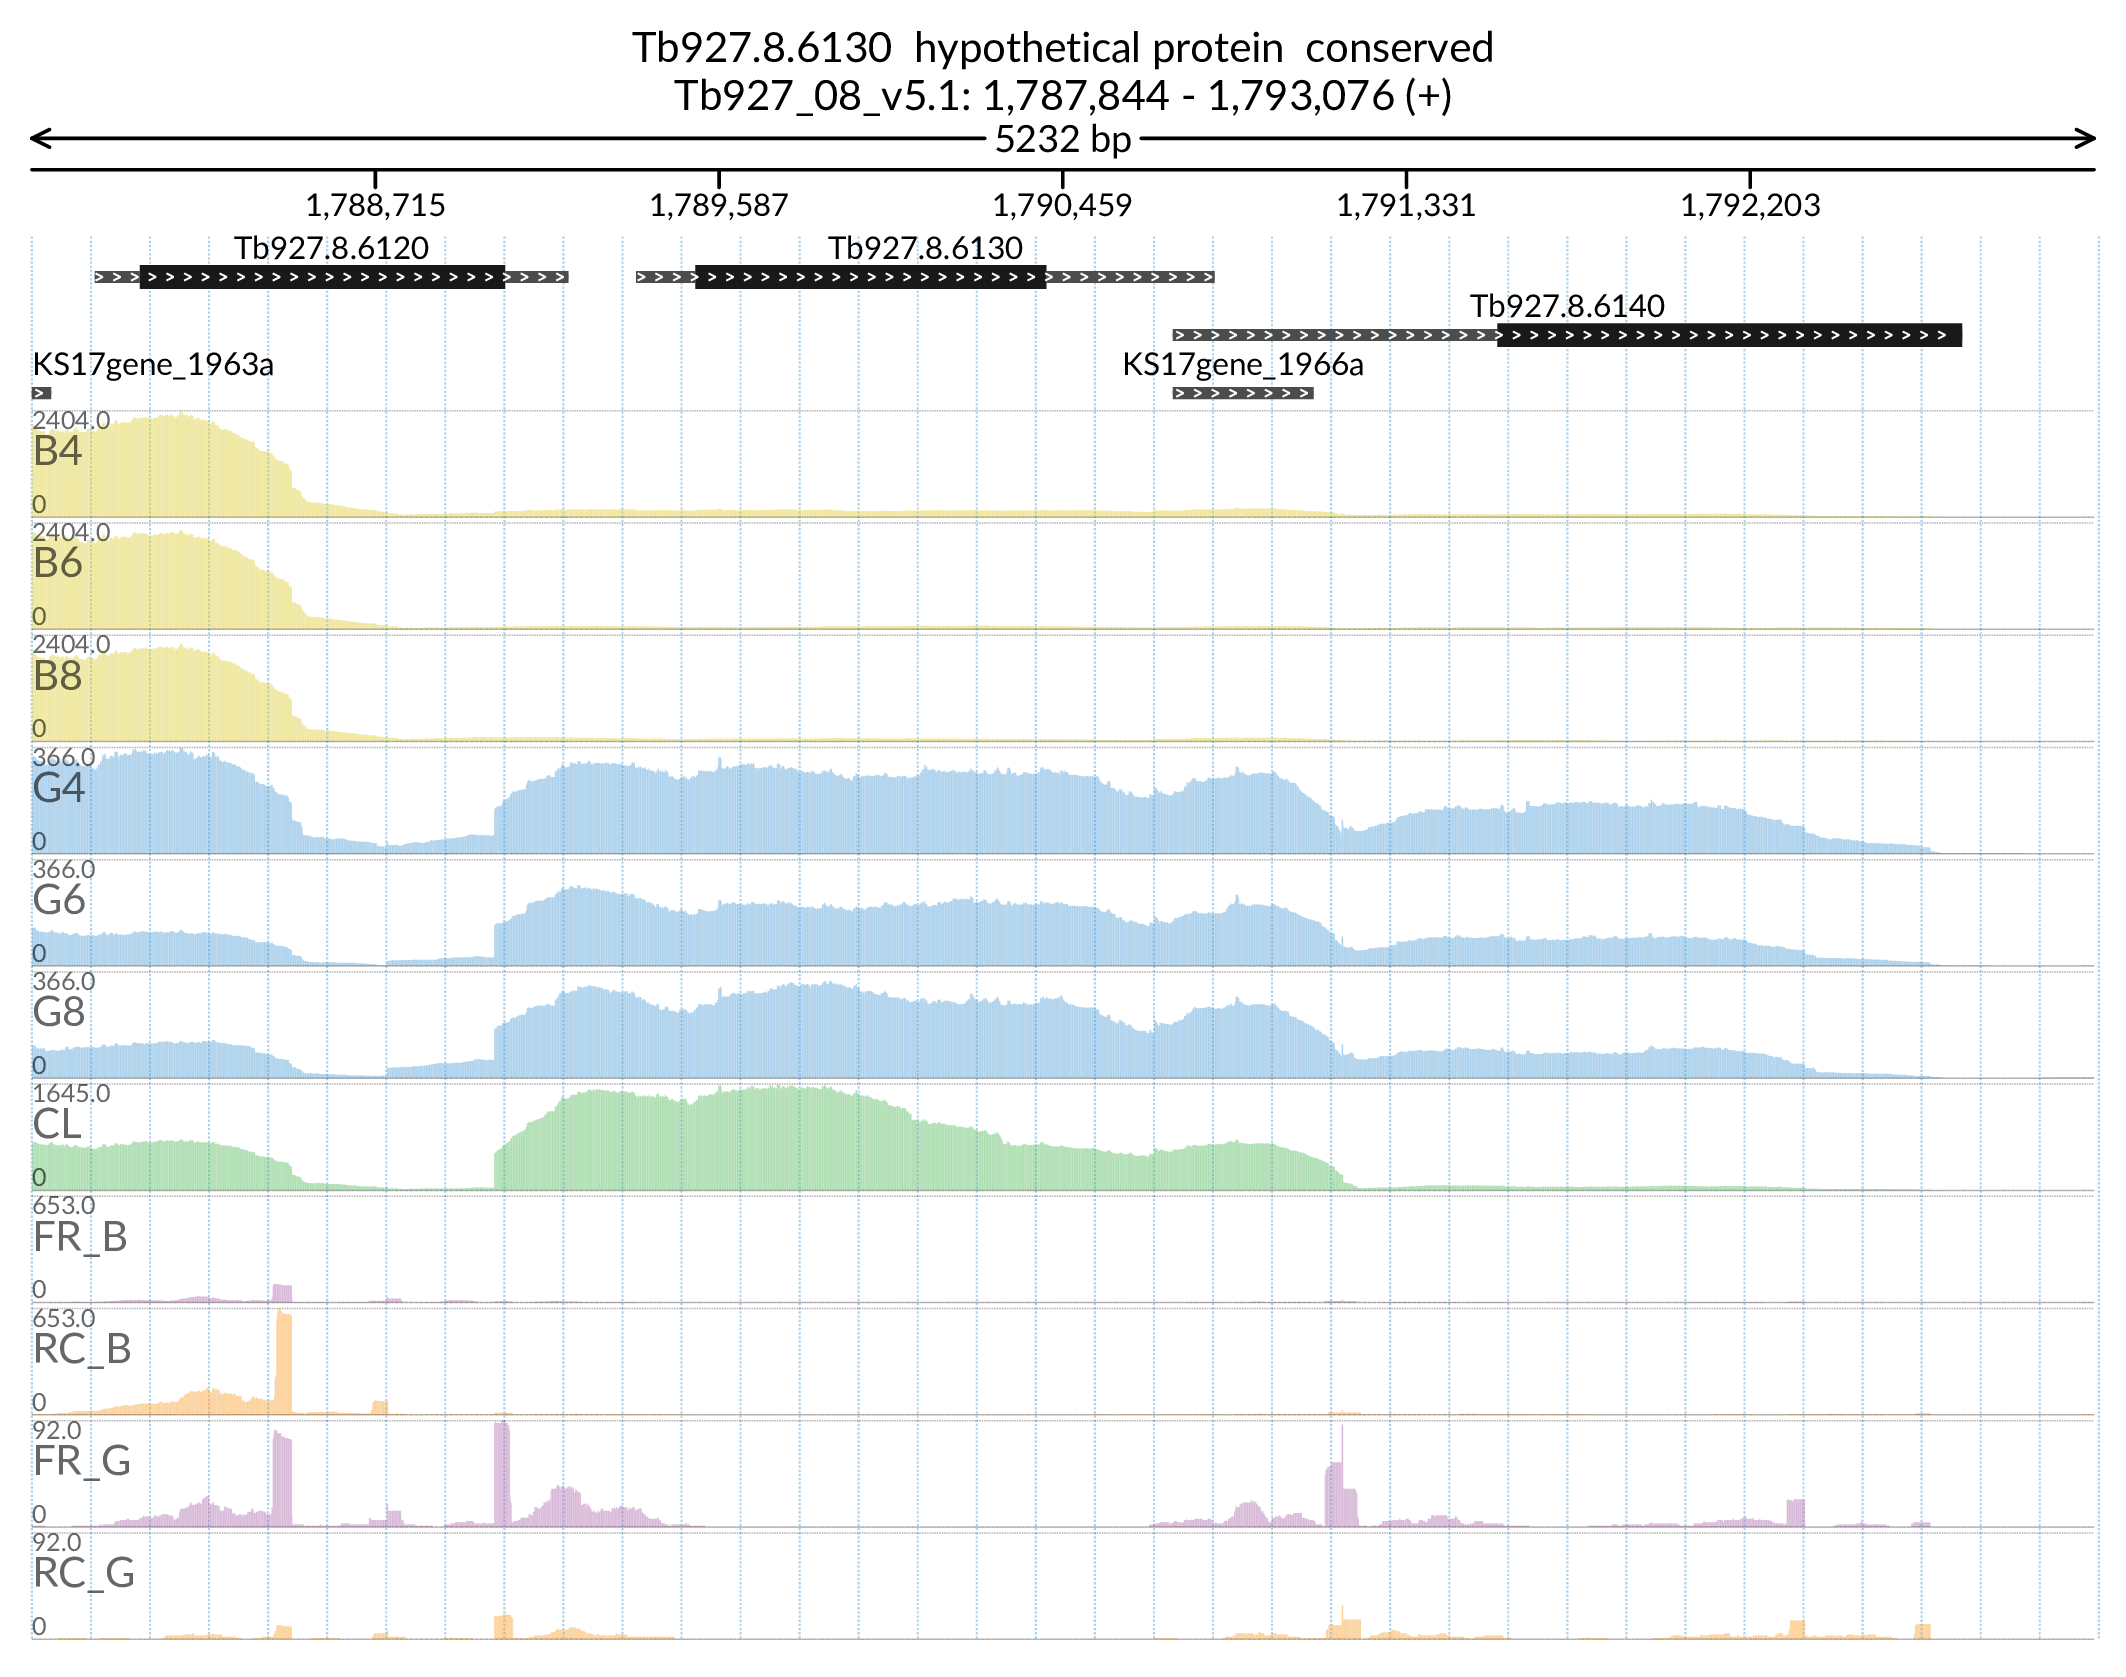 Tb927.8.6130  hypothetical protein  conserved
Tb927_08_v5.1: 1,787,844 - 1,793,076 (+)
5232 bp
1,788,715 1,789,587 1,790,459 1,791,331 1,792,203
Tb927.8.6120 Tb927.8.6130
Tb927.8.6140
KS17gene_1963a KS17gene_1966a
2404.0
B4
0
2404.0
B6
0
2404.0
B8
0
366.0
G4
0
366.0
G6
0
366.0
G8
0
1645.0
CL
0
653.0
FR_B
0
653.0
RC_B
0
92.0
FR_G
0
92.0
RC_G
0